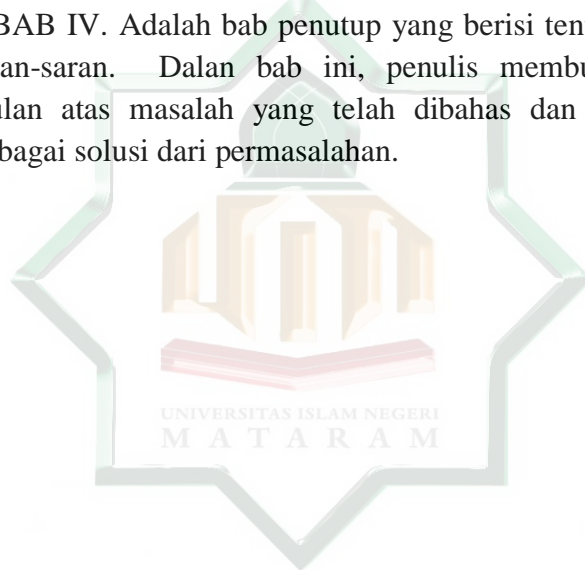 BAB IV. Adalah bab penutup yang berisi ten
an-saran. Dalan bab ini, penulis membu
ulan atas masalah yang telah dibahas dan
bagai solusi dari permasalahan.
UNIVERSITAS ISLAM NEGERI
MATARAM